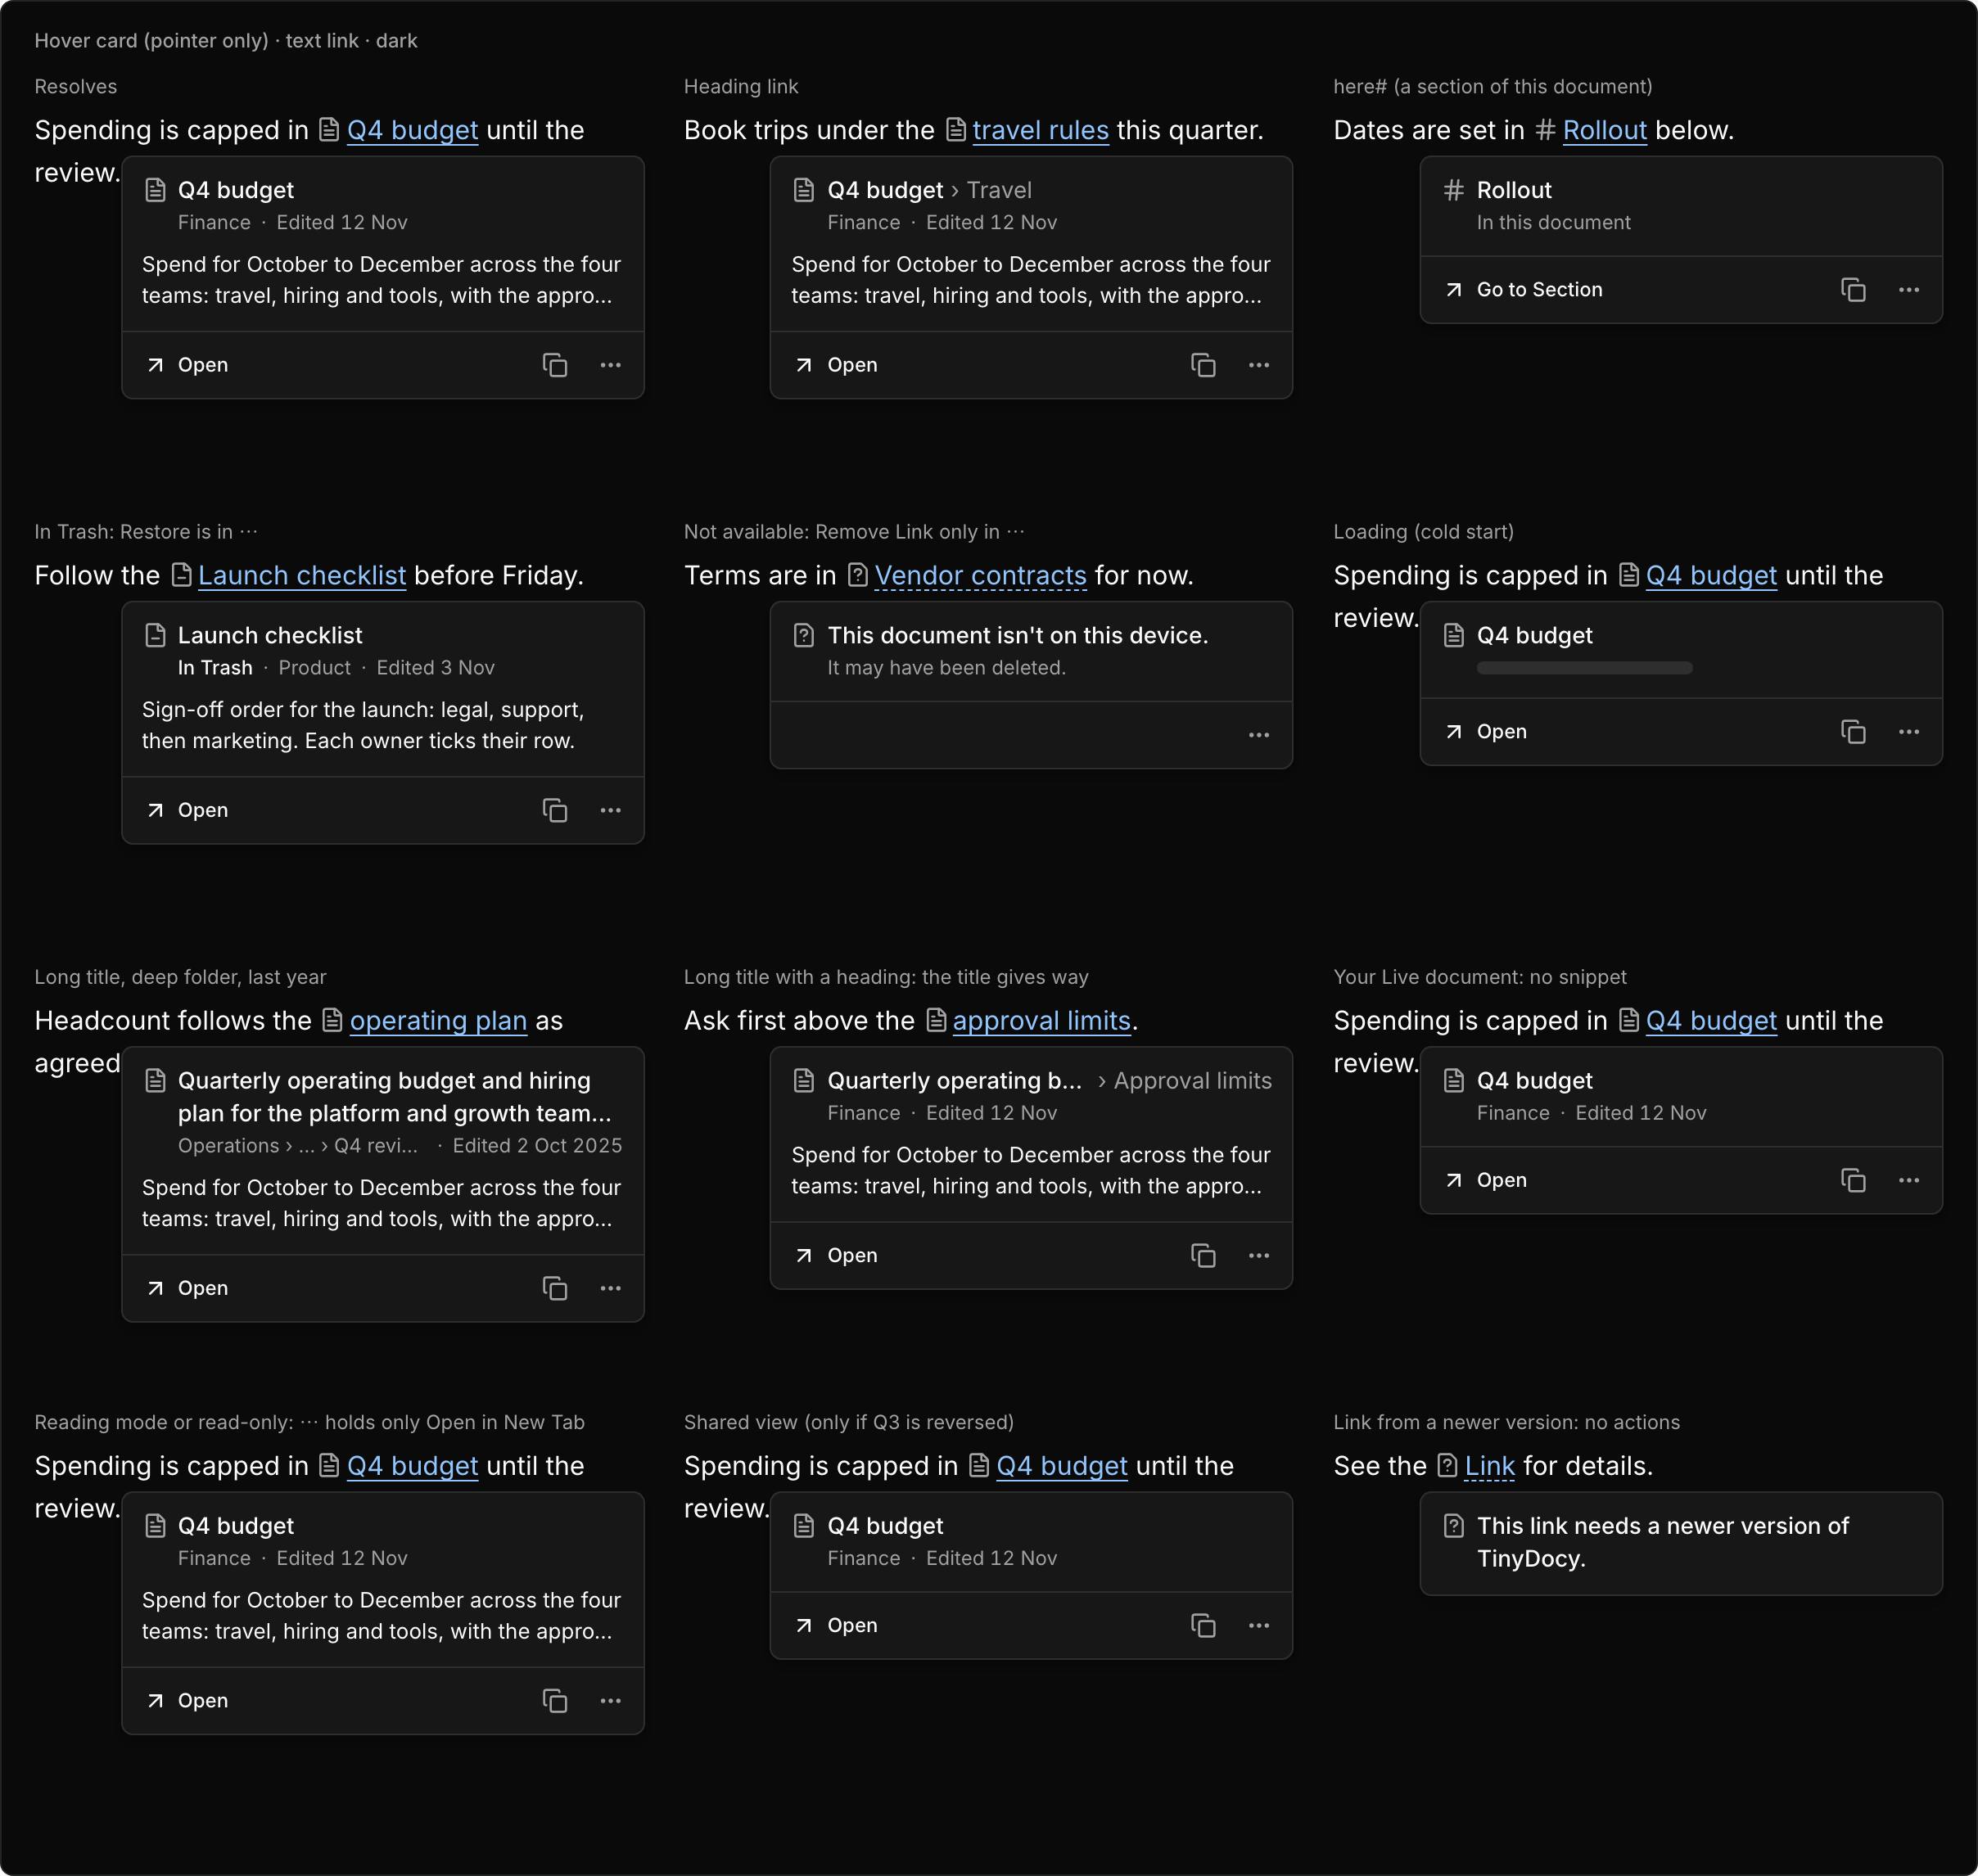 Hover card (pointer only) · text link · dark
Resolves
Spending is capped in Q4 budget until the
review.
Q4 budget
Finance · Edited 12 Nov
Spend for October to December across the four
teams: travel, hiring and tools, with the appro...
Open
Heading link
Book trips under the travel rules this quarter.
Q4 budget › Travel
Finance · Edited 12 Nov
Spend for October to December across the four
teams: travel, hiring and tools, with the appro...
Open
here# (a section of this document)
Dates are set in # Rollout below.
# Rollout
In this document
Go to Section
In Trash: Restore is in ···
Follow the Launch checklist before Friday.
Launch checklist
In Trash · Product · Edited 3 Nov
Sign-off order for the launch: legal, support,
then marketing. Each owner ticks their row.
Open
Not available: Remove Link only in ···
Terms are in Vendor contracts for now.
This document isn't on this device.
It may have been deleted.
Loading (cold start)
Spending is capped in Q4 budget until the
review.
Q4 budget
Open
Long title, deep folder, last year
Headcount follows the operating plan as
agreed
Quarterly operating budget and hiring
plan for the platform and growth team...
Operations › ... › Q4 revi... · Edited 2 Oct 2025
Spend for October to December across the four
teams: travel, hiring and tools, with the appro...
Open
Long title with a heading: the title gives way
Ask first above the approval limits.
Quarterly operating b... › Approval limits
Finance · Edited 12 Nov
Spend for October to December across the four
teams: travel, hiring and tools, with the appro...
Open
Your Live document: no snippet
Spending is capped in Q4 budget until the
review.
Q4 budget
Finance · Edited 12 Nov
Open
Reading mode or read-only: ··· holds only Open in New Tab
Spending is capped in Q4 budget until the
review.
Q4 budget
Finance · Edited 12 Nov
Spend for October to December across the four
teams: travel, hiring and tools, with the appro...
Open
Shared view (only if Q3 is reversed)
Spending is capped in Q4 budget until the
review.
Q4 budget
Finance · Edited 12 Nov
Open
Link from a newer version: no actions
See the Link for details.
This link needs a newer version of
TinyDocy.